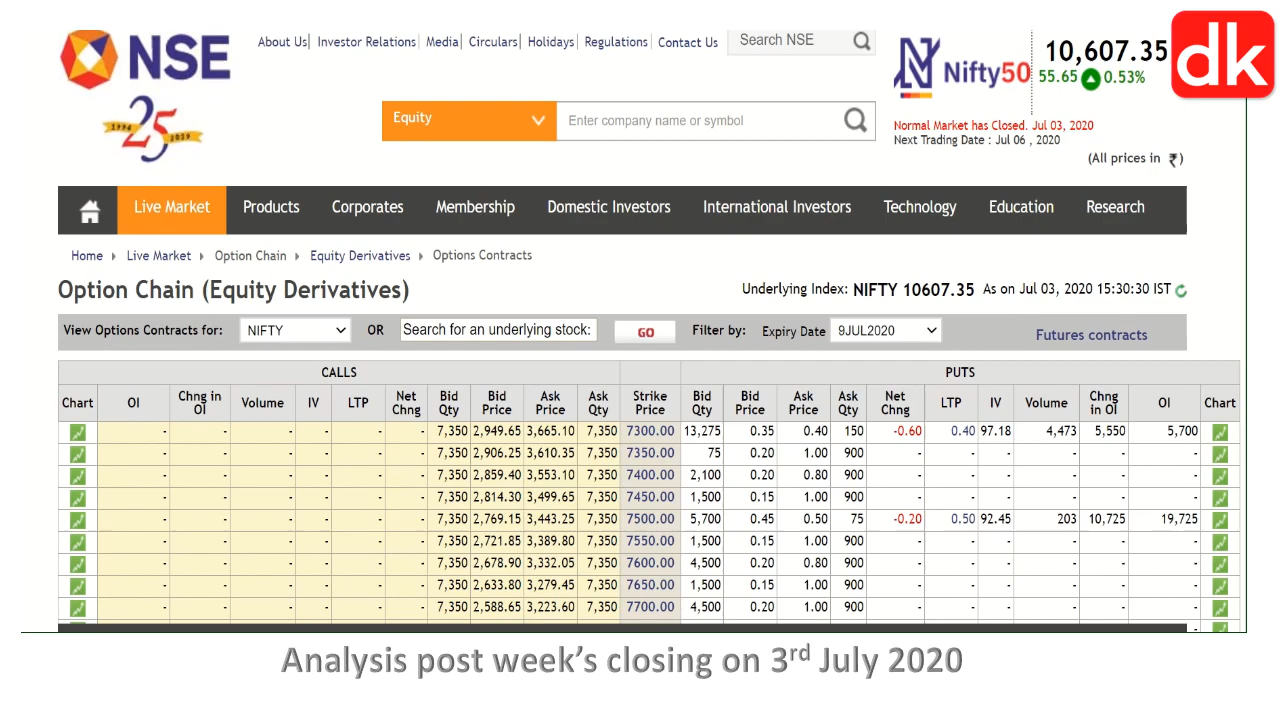 NSE
1994 25 2019
About Us| Investor Relations| Media| Circulars| Holidays| Regulations| Contact Us
Search NSE
Equity
Enter company name or symbol
Nifty50
10,607.35
55.65 0.53%
dk
Normal Market has Closed. Jul 03, 2020
Next Trading Date : Jul 06 , 2020
(All prices in ₹)
Live Market Products Corporates Membership Domestic Investors International Investors Technology Education Research
Home Live Market Option Chain Equity Derivatives Options Contracts
Option Chain (Equity Derivatives)
Underlying Index: NIFTY 10607.35 As on Jul 03, 2020 15:30:30 IST
View Options Contracts for: NIFTY OR Search for an underlying stock: GO Filter by: Expiry Date 9JUL2020 Futures contracts
CALLS PUTS
Chart OI Chng in OI Volume IV LTP Net Chng Bid Qty Bid Price Ask Price Ask Qty Strike Price Bid Qty Bid Price Ask Price Ask Qty Net Chng LTP IV Volume Chng in OI OI Chart
- - - - - - 7,350 2,949.65 3,665.10 7,350 7300.00 13,275 0.35 0.40 150 -0.60 0.40 97.18 4,473 5,550 5,700
- - - - - - 7,350 2,906.25 3,610.35 7,350 7350.00 75 0.20 1.00 900 - - - - - -
- - - - - - 7,350 2,859.40 3,553.10 7,350 7400.00 2,100 0.20 0.80 900 - - - - - -
- - - - - - 7,350 2,814.30 3,499.65 7,350 7450.00 1,500 0.15 1.00 900 - - - - - -
- - - - - - 7,350 2,769.15 3,443.25 7,350 7500.00 5,700 0.45 0.50 75 -0.20 0.50 92.45 203 10,725 19,725
- - - - - - 7,350 2,721.85 3,389.80 7,350 7550.00 1,500 0.15 1.00 900 - - - - - -
- - - - - - 7,350 2,678.90 3,332.05 7,350 7600.00 4,500 0.20 0.80 900 - - - - - -
- - - - - - 7,350 2,633.80 3,279.45 7,350 7650.00 1,500 0.15 1.00 900 - - - - - -
- - - - - - 7,350 2,588.65 3,223.60 7,350 7700.00 4,500 0.20 1.00 900 - - - - - -
Analysis post week's closing on 3rd July 2020